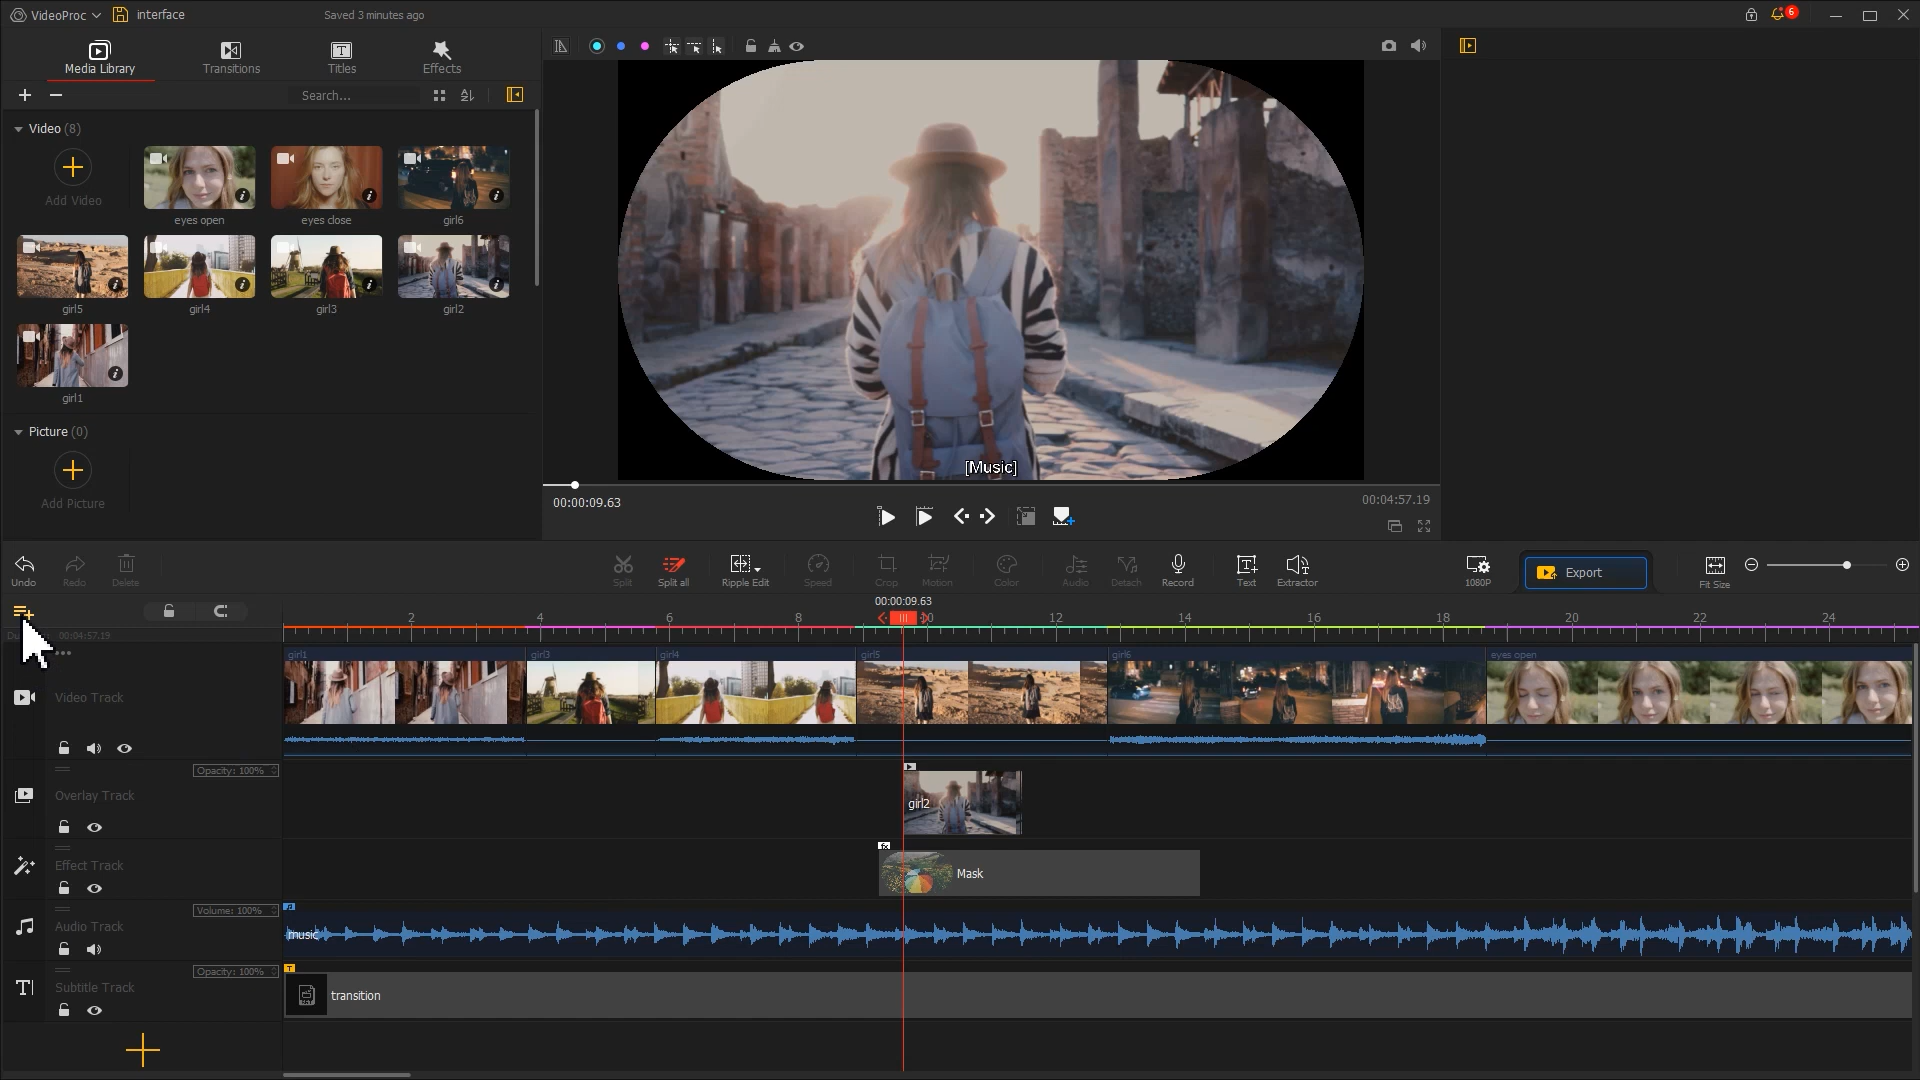 VideoProc
interface
Saved 3 minutes ago
6
Media Library
Transitions
Titles
Effects
Search...
Video (8)
Add Video
eyes open
eyes close
girl6
girl5
girl4
girl3
girl2
girl1
Picture (0)
Add Picture
[Music]
00:00:09.63
00:04:57.19
Undo
Redo
Delete
Split
Split all
Ripple Edit
Speed
Crop
Motion
Color
Audio
Detach
Record
Text
Extractor
1080P
Export
Fit Size
00:00:09.63
2
4
6
8
10
12
14
16
18
20
22
24
00:04:57.19
girl1
girl3
girl4
girl5
girl6
eyes open
Video Track
Opacity: 100%
Overlay Track
girl2
Effect Track
Mask
Volume: 100%
Audio Track
music
Opacity: 100%
Subtitle Track
transition